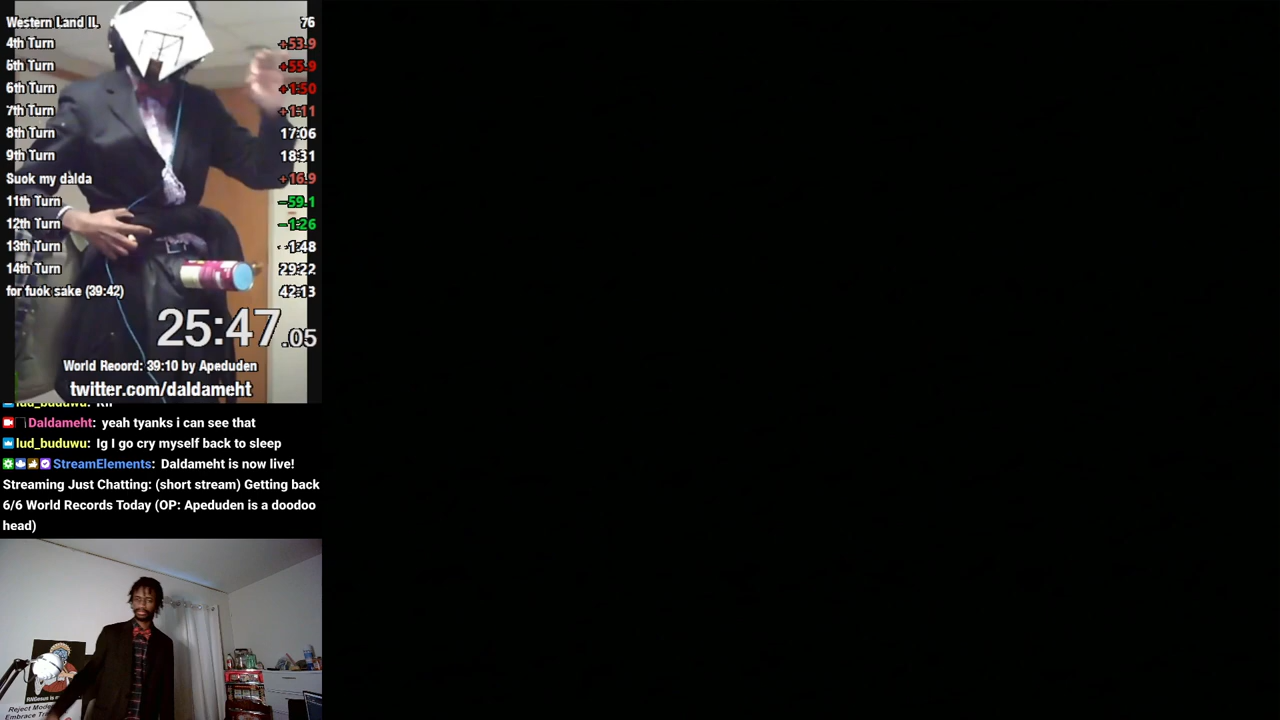 Western Land IL 76
4th Turn +53.9
5th Turn +55.9
6th Turn +1:50
7th Turn +1:11
8th Turn 17:06
9th Turn 18:31
Suck my dalda +16.9
11th Turn −59.1
12th Turn −1:26
13th Turn −1:48
14th Turn 29:22
for fuck sake (39:42) 42:13
25:47.05
World Record: 39:10 by Apeduden
twitter.com/daldameht
lud_buduwu:
Daldameht: yeah tyanks i can see that
lud_buduwu: Ig I go cry myself back to sleep
StreamElements: Daldameht is now live!
Streaming Just Chatting: (short stream) Getting back
6/6 World Records Today (OP: Apeduden is a doodoo
head)
Reject
Embrace